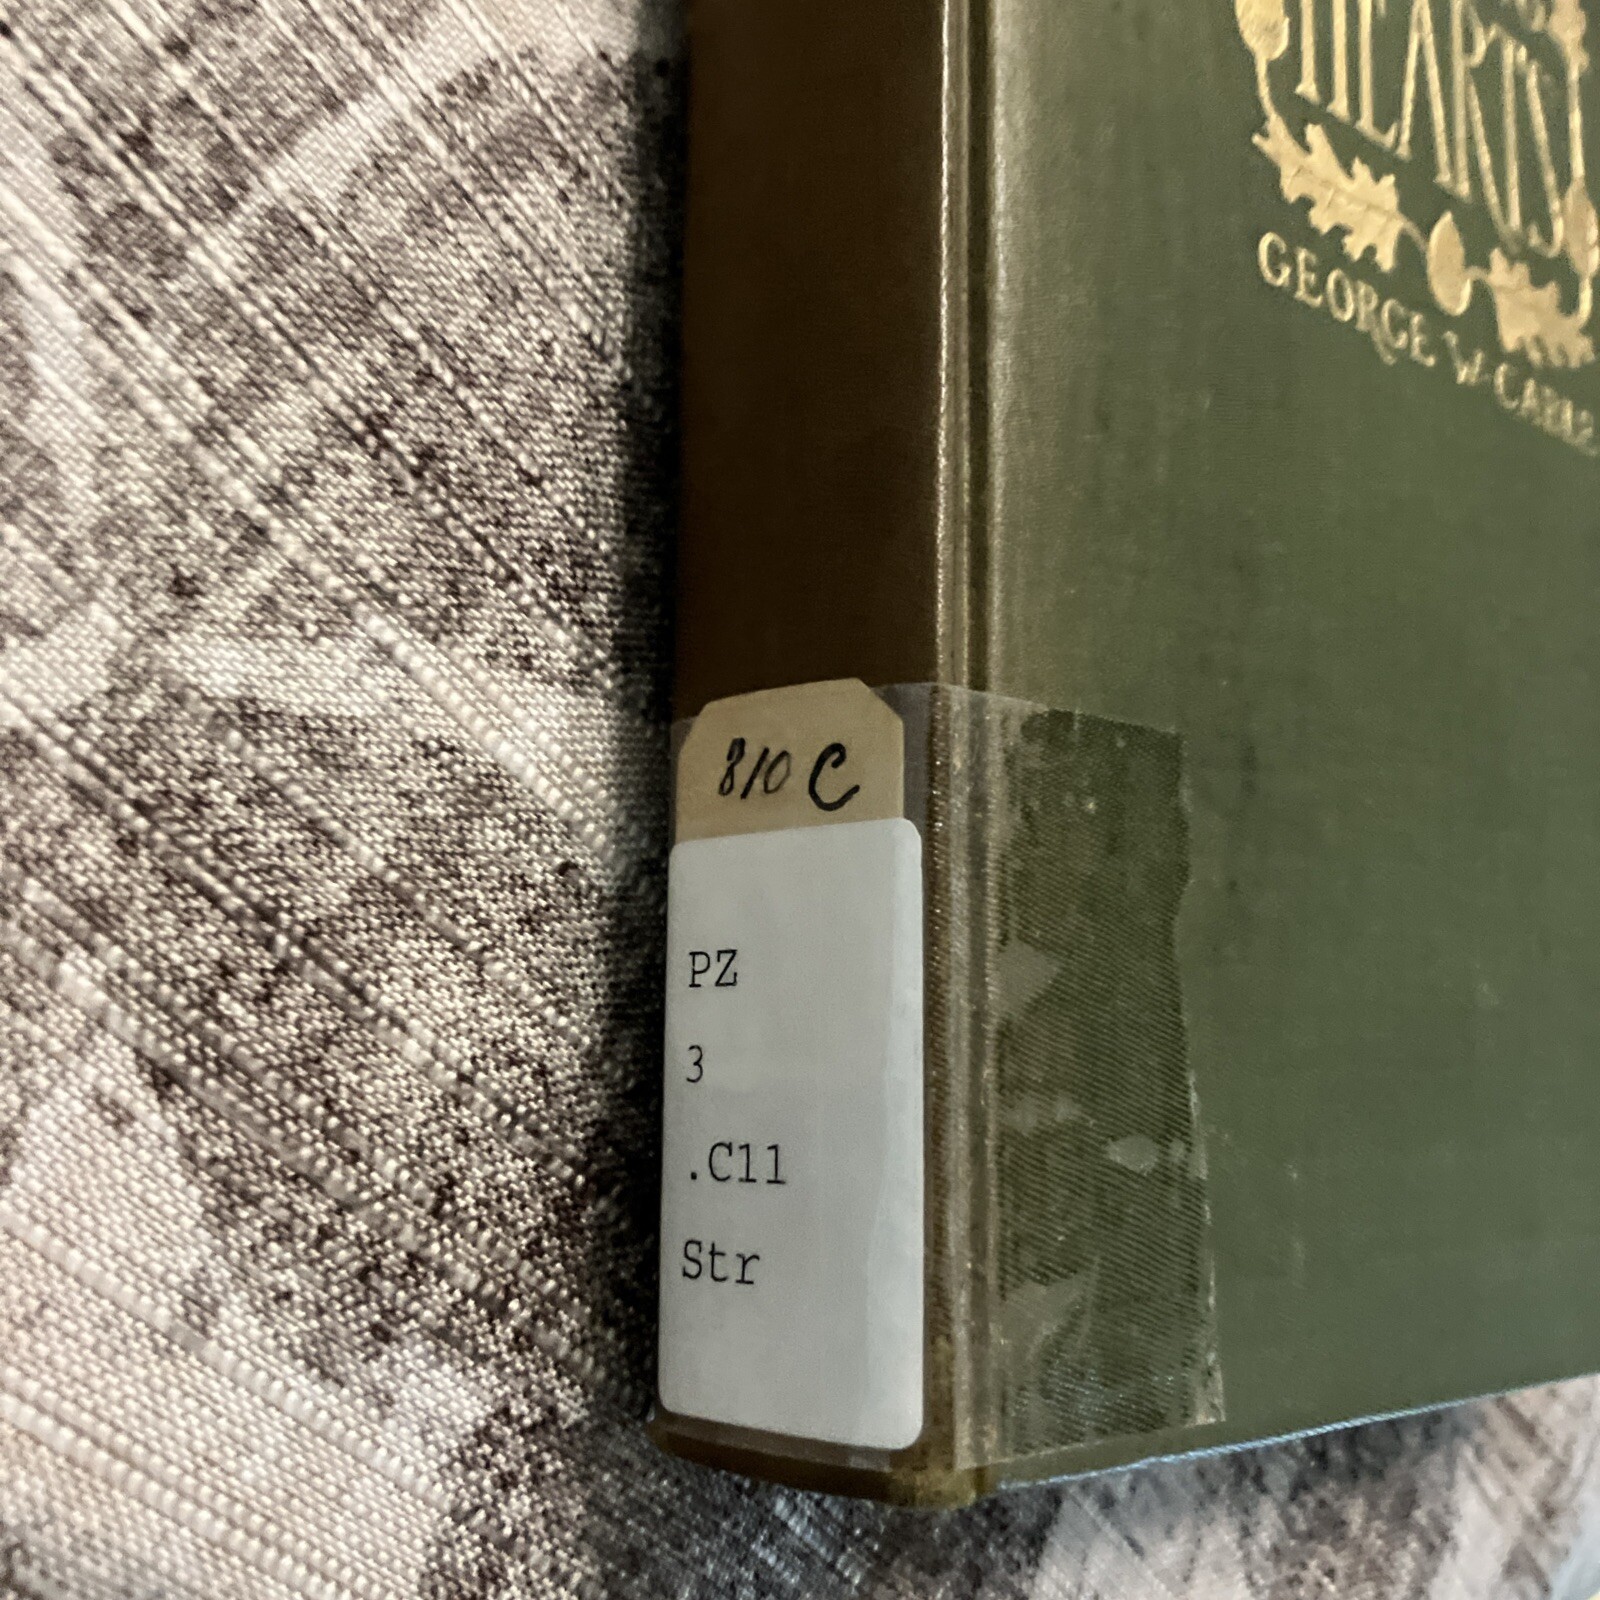 HEARTS
GEORGE W. CABLE
810 C
PZ
3
.C11
Str